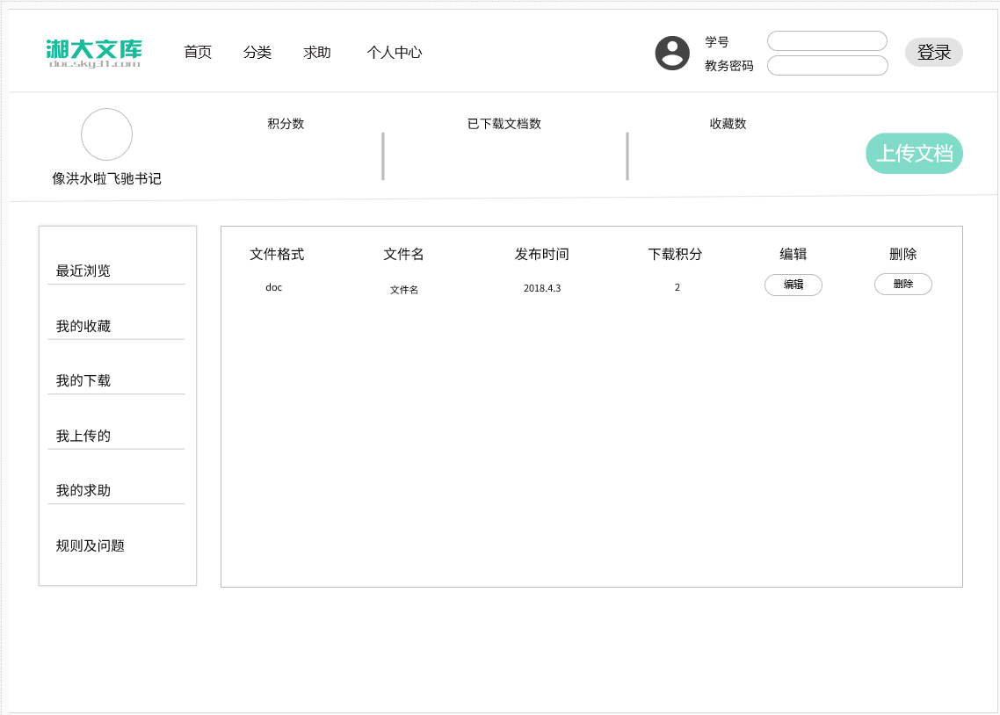 湘大文库
doc.sky31.com
首页 分类 求助 个人中心
学号
教务密码
登录
积分数 已下载文档数 收藏数
上传文档
像洪水啦飞驰书记
最近浏览
我的收藏
我的下载
我上传的
我的求助
规则及问题
文件格式 文件名 发布时间 下载积分 编辑 删除
doc 文件名 2018.4.3 2 编辑 删除